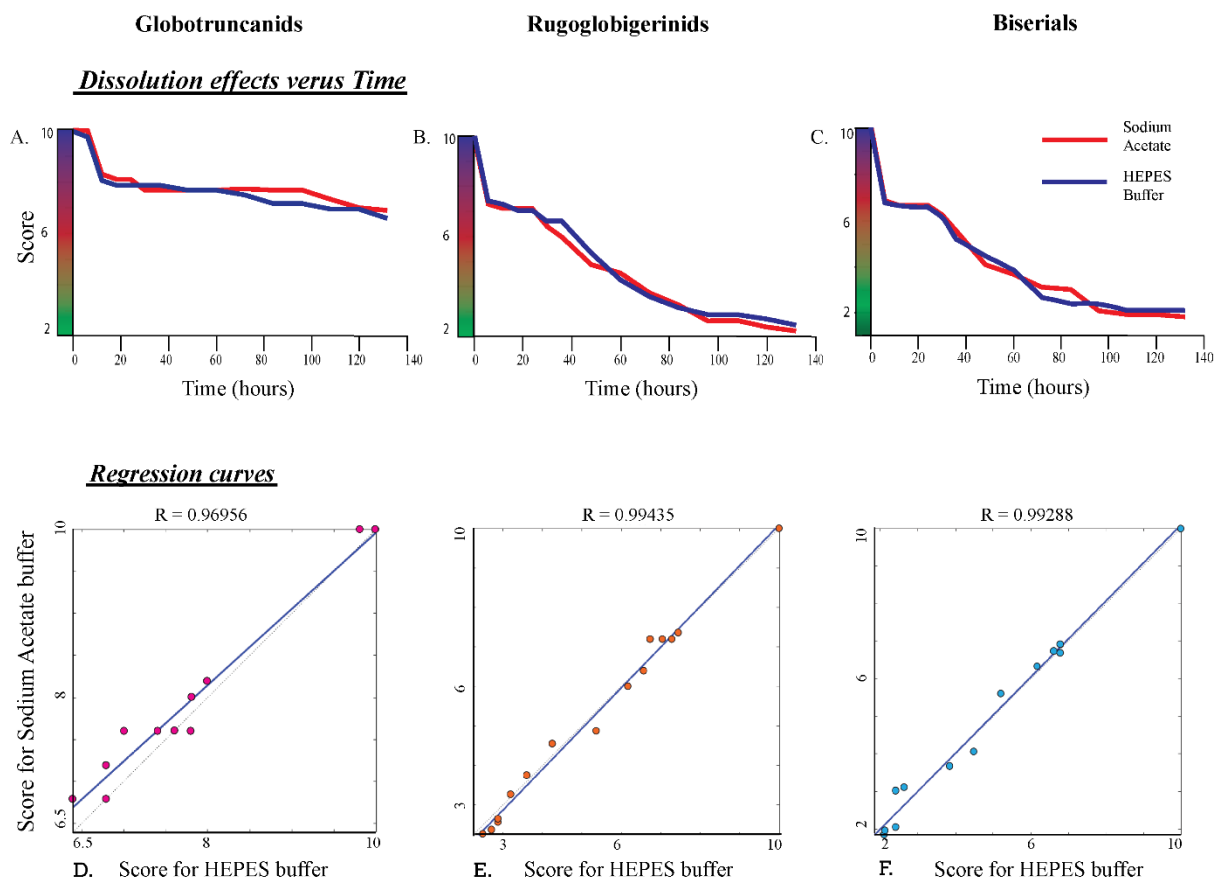 Globotruncanids
Rugoglobigerinids
Biserials
Dissolution effects verus Time
A.
B.
C.
Sodium
Acetate
HEPES
Buffer
Score
10
6
2
0 20 40 60 80 100 120 140
Time (hours)
10
6
2
0 20 40 60 80 100 120 140
Time (hours)
10
6
2
0 20 40 60 80 100 120 140
Time (hours)
Regression curves
R = 0.96956
R = 0.99435
R = 0.99288
Score for Sodium Acetate buffer
10
8
6.5
6.5 8 10
D. Score for HEPES buffer
10
6
3
3 6 10
E. Score for HEPES buffer
10
6
2
2 6 10
F. Score for HEPES buffer